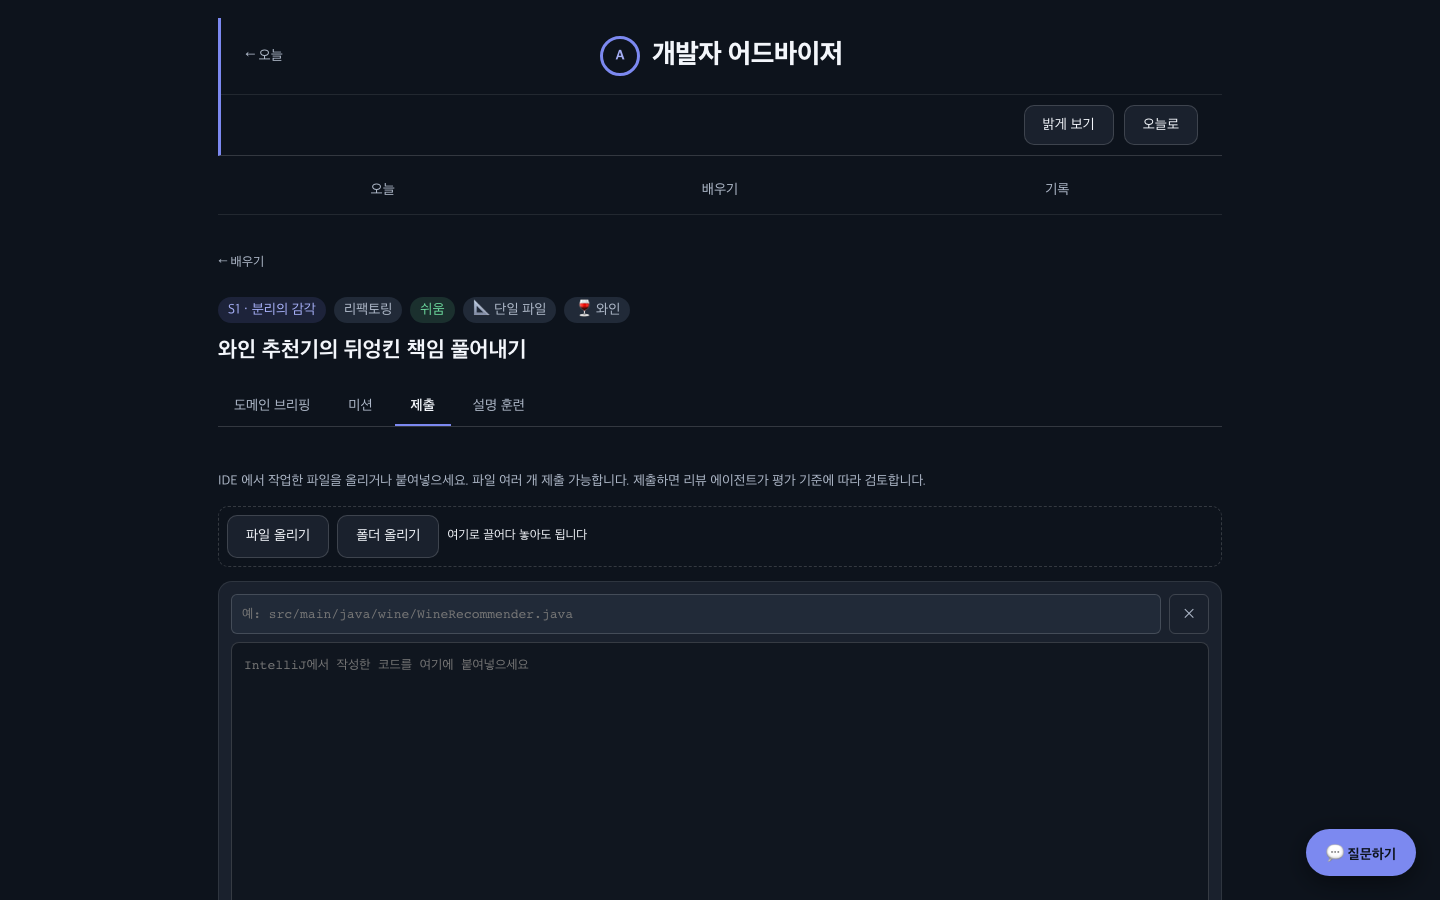 ← 오늘
A 개발자 어드바이저
밝게 보기 오늘로
오늘 배우기 기록
← 배우기
S1 · 분리의 감각 리팩토링 쉬움 📐 단일 파일 🍷 와인
와인 추천기의 뒤엉킨 책임 풀어내기
도메인 브리핑 미션 제출 설명 훈련
IDE 에서 작업한 파일을 올리거나 붙여넣으세요. 파일 여러 개 제출 가능합니다. 제출하면 리뷰 에이전트가 평가 기준에 따라 검토합니다.
파일 올리기 폴더 올리기 여기로 끌어다 놓아도 됩니다
예: src/main/java/wine/WineRecommender.java ×
IntelliJ에서 작성한 코드를 여기에 붙여넣으세요
💬 질문하기